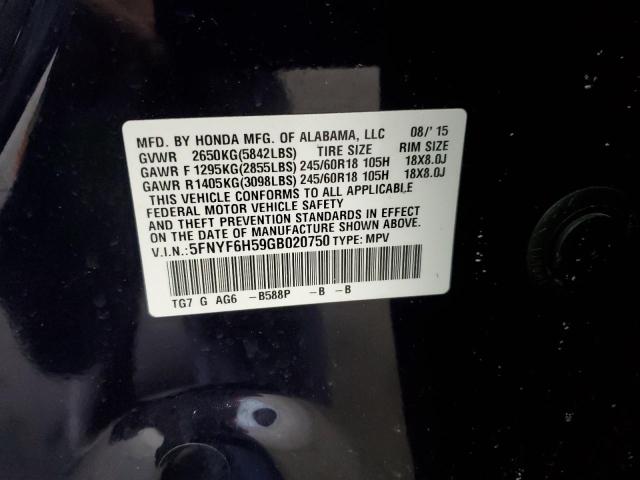 MFD. BY HONDA MFG. OF ALABAMA, LLC 08/'15
GVWR 2650KG(5842LBS) TIRE SIZE RIM SIZE
GAWR F 1295KG(2855LBS) 245/60R18 105H 18X8.0J
GAWR R1405KG(3098LBS) 245/60R18 105H 18X8.0J
THIS VEHICLE CONFORMS TO ALL APPLICABLE
FEDERAL MOTOR VEHICLE SAFETY, BUMPER,
AND THEFT PREVENTION STANDARDS IN EFFECT
ON THE DATE OF MANUFACTURE SHOWN ABOVE.
V.I.N.:5FNYF6H59GB020750 TYPE: MPV
TG7 G AG6 -B588P -B -B